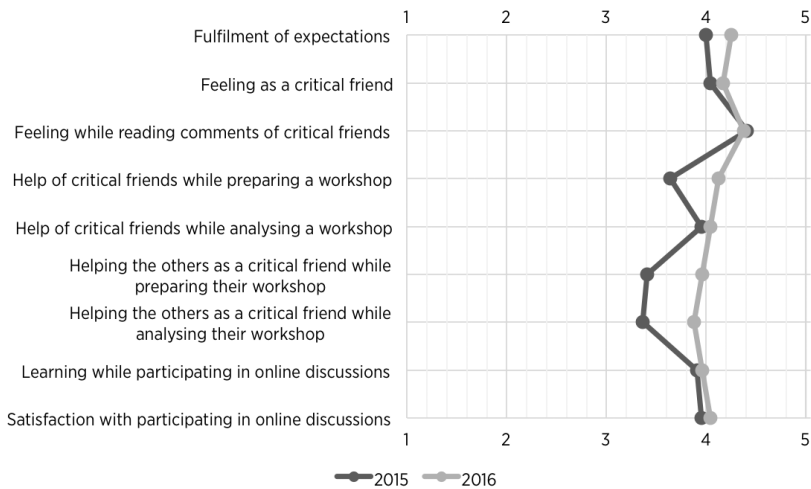 1 2 3 4 5
Fulfilment of expectations
Feeling as a critical friend
Feeling while reading comments of critical friends
Help of critical friends while preparing a workshop
Help of critical friends while analysing a workshop
Helping the others as a critical friend while
preparing their workshop
Helping the others as a critical friend while
analysing their workshop
Learning while participating in online discussions
Satisfaction with participating in online discussions
1 2 3 4 5
2015 2016